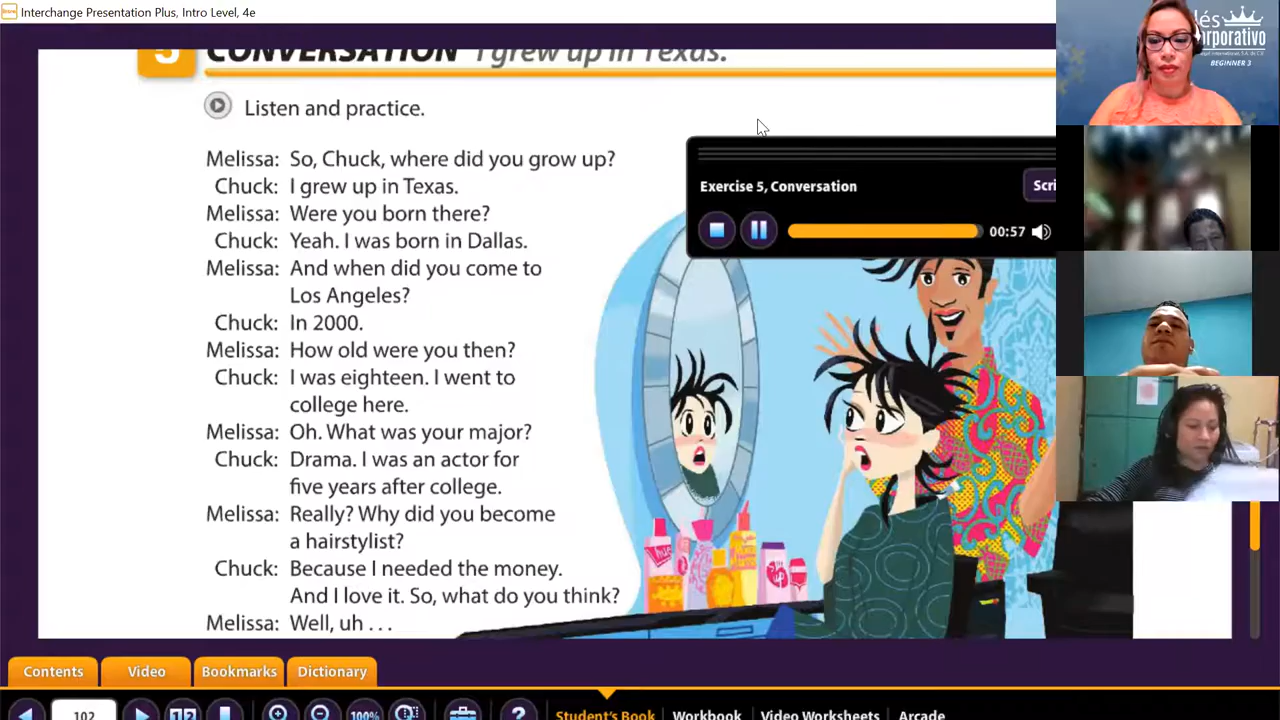 Interchange Presentation Plus, Intro Level, 4e
5 CONVERSATION I grew up in Texas.
Listen and practice.
Melissa: So, Chuck, where did you grow up?
Chuck: I grew up in Texas.
Melissa: Were you born there?
Chuck: Yeah. I was born in Dallas.
Melissa: And when did you come to
Los Angeles?
Chuck: In 2000.
Melissa: How old were you then?
Chuck: I was eighteen. I went to
college here.
Melissa: Oh. What was your major?
Chuck: Drama. I was an actor for
five years after college.
Melissa: Really? Why did you become
a hairstylist?
Chuck: Because I needed the money.
And I love it. So, what do you think?
Melissa: Well, uh . . .
Exercise 5, Conversation
Scri
00:57
lés
rporativo
BEGINNER 3
Contents
Video
Bookmarks
Dictionary
102
1 2
100%
?
Student's Book
Workbook
Video Worksheets
Arcade